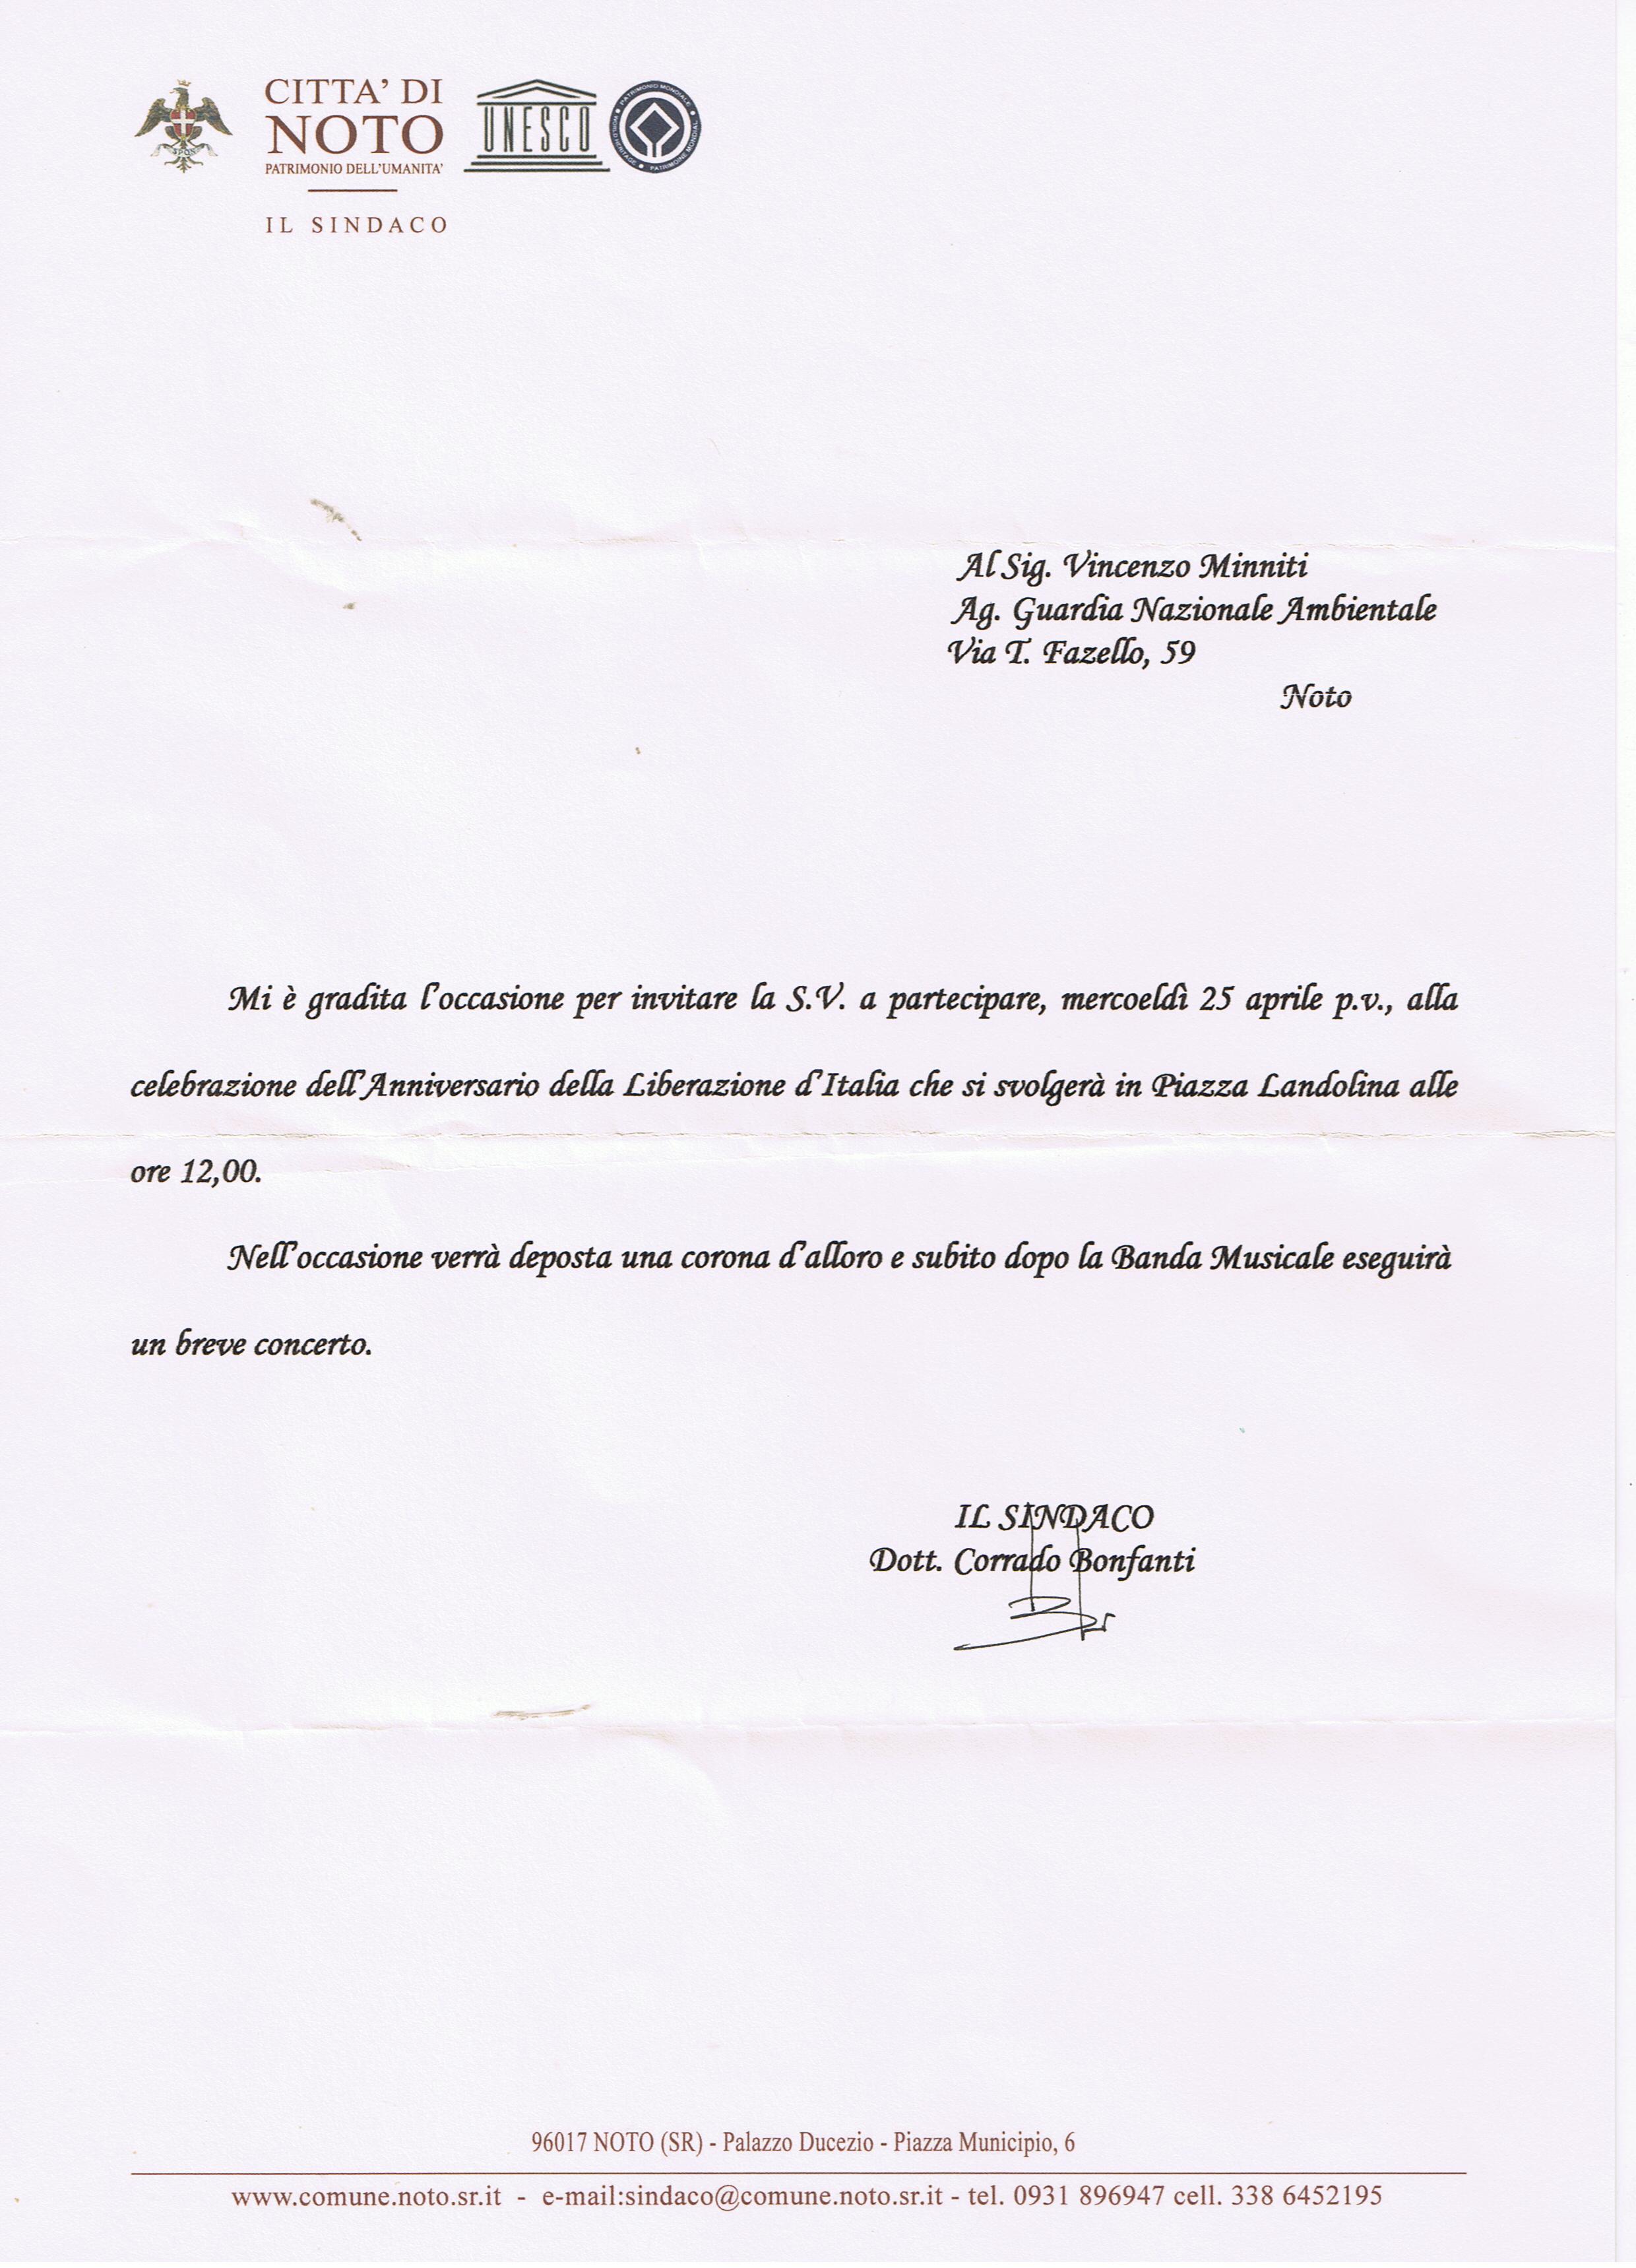 CITTA' DI
NOTO
PATRIMONIO DELL'UMANITA'
IL SINDACO
UNESCO
PATRIMONIO MONDIALE • WORLD HERITAGE • PATRIMOINE MONDIAL
Al Sig. Vincenzo Minniti
Ag. Guardia Nazionale Ambientale
Via T. Fazello, 59
Noto
Mi è gradita l'occasione per invitare la S.V. a partecipare, mercoeldì 25 aprile p.v., alla
celebrazione dell'Anniversario della Liberazione d'Italia che si svolgerà in Piazza Landolina alle
ore 12,00.
Nell'occasione verrà deposta una corona d'alloro e subito dopo la Banda Musicale eseguirà
un breve concerto.
IL SINDACO
Dott. Corrado Bonfanti
96017 NOTO (SR) - Palazzo Ducezio - Piazza Municipio, 6
www.comune.noto.sr.it - e-mail:sindaco@comune.noto.sr.it - tel. 0931 896947 cell. 338 6452195